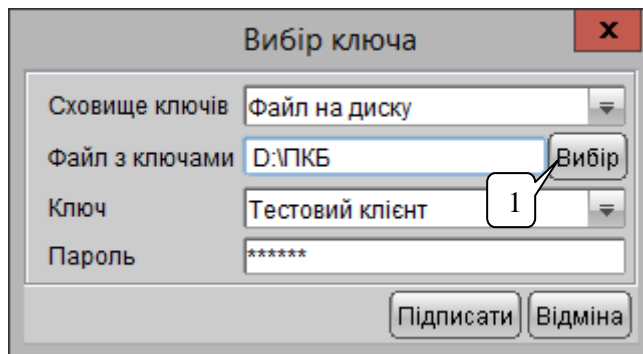 Вибір ключа
x
Сховище ключів Файл на диску
Файл з ключами D:\ПКБ Вибір
1
Ключ Тестовий клієнт
Пароль ******
Підписати Відміна